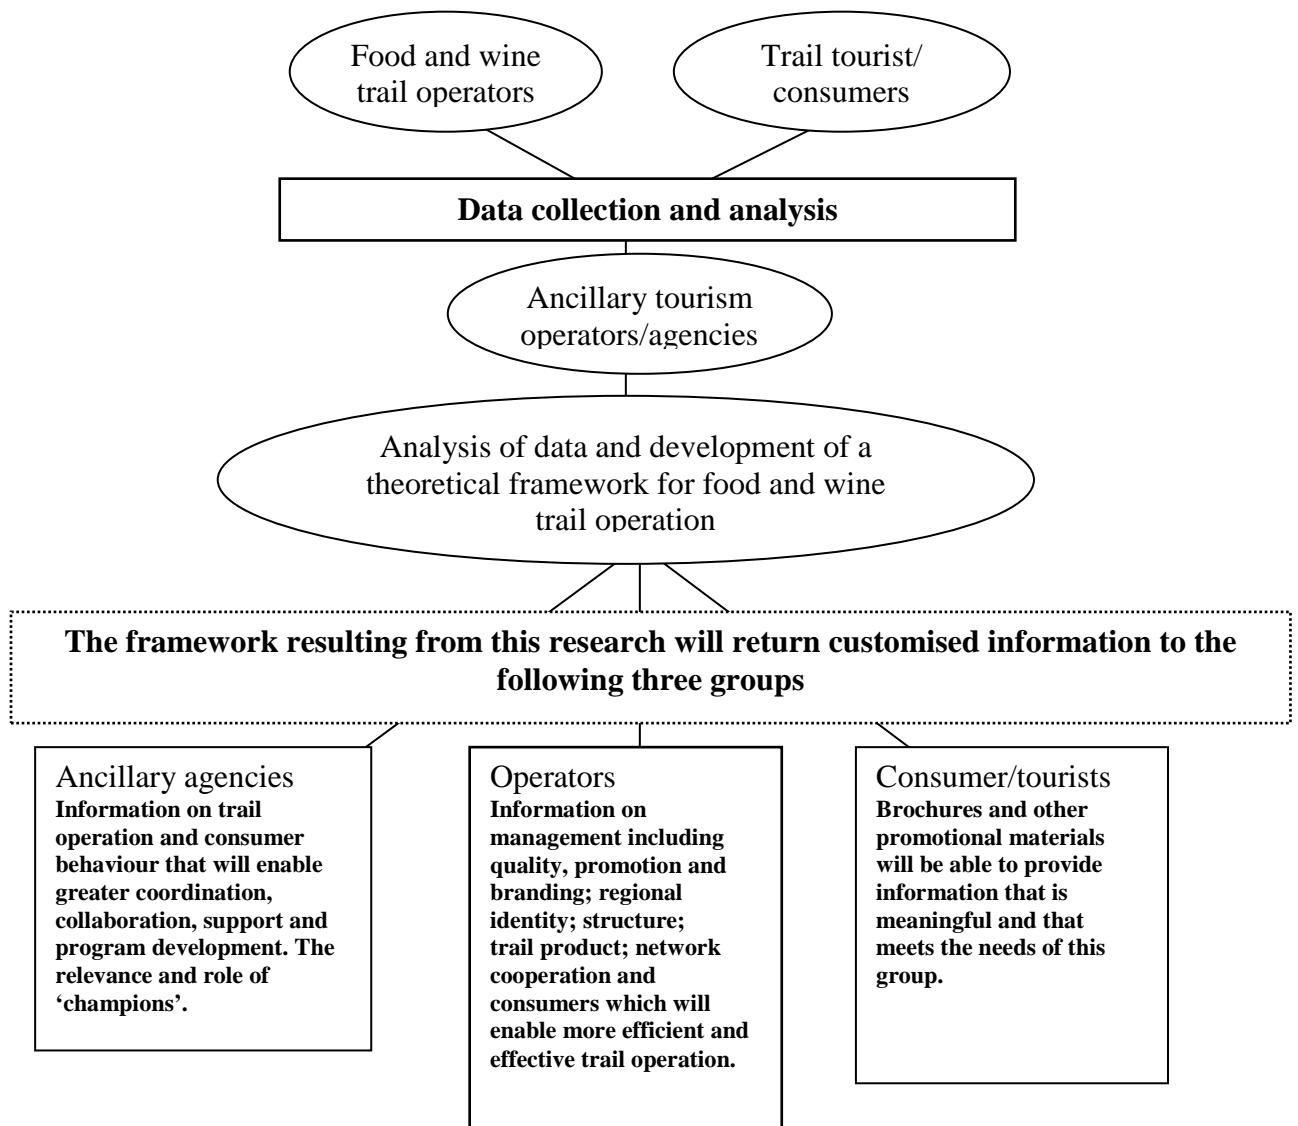 Food and wine
trail operators
Trail tourist/
consumers
Data collection and analysis
Ancillary tourism
operators/agencies
Analysis of data and development of a
theoretical framework for food and wine
trail operation
The framework resulting from this research will return customised information to the
following three groups
Ancillary agencies
Information on trail
operation and consumer
behaviour that will enable
greater coordination,
collaboration, support and
program development. The
relevance and role of
‘champions’.
Operators
Information on
management including
quality, promotion and
branding; regional
identity; structure;
trail product; network
cooperation and
consumers which will
enable more efficient and
effective trail operation.
Consumer/tourists
Brochures and other
promotional materials
will be able to provide
information that is
meaningful and that
meets the needs of this
group.